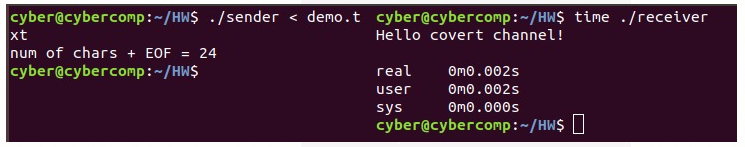 cyber@cybercomp:~/HW$ ./sender < demo.t
xt
num of chars + EOF = 24
cyber@cybercomp:~/HW$
cyber@cybercomp:~/HW$ time ./receiver
Hello covert channel!
real 0m0.002s
user 0m0.002s
sys 0m0.000s
cyber@cybercomp:~/HW$